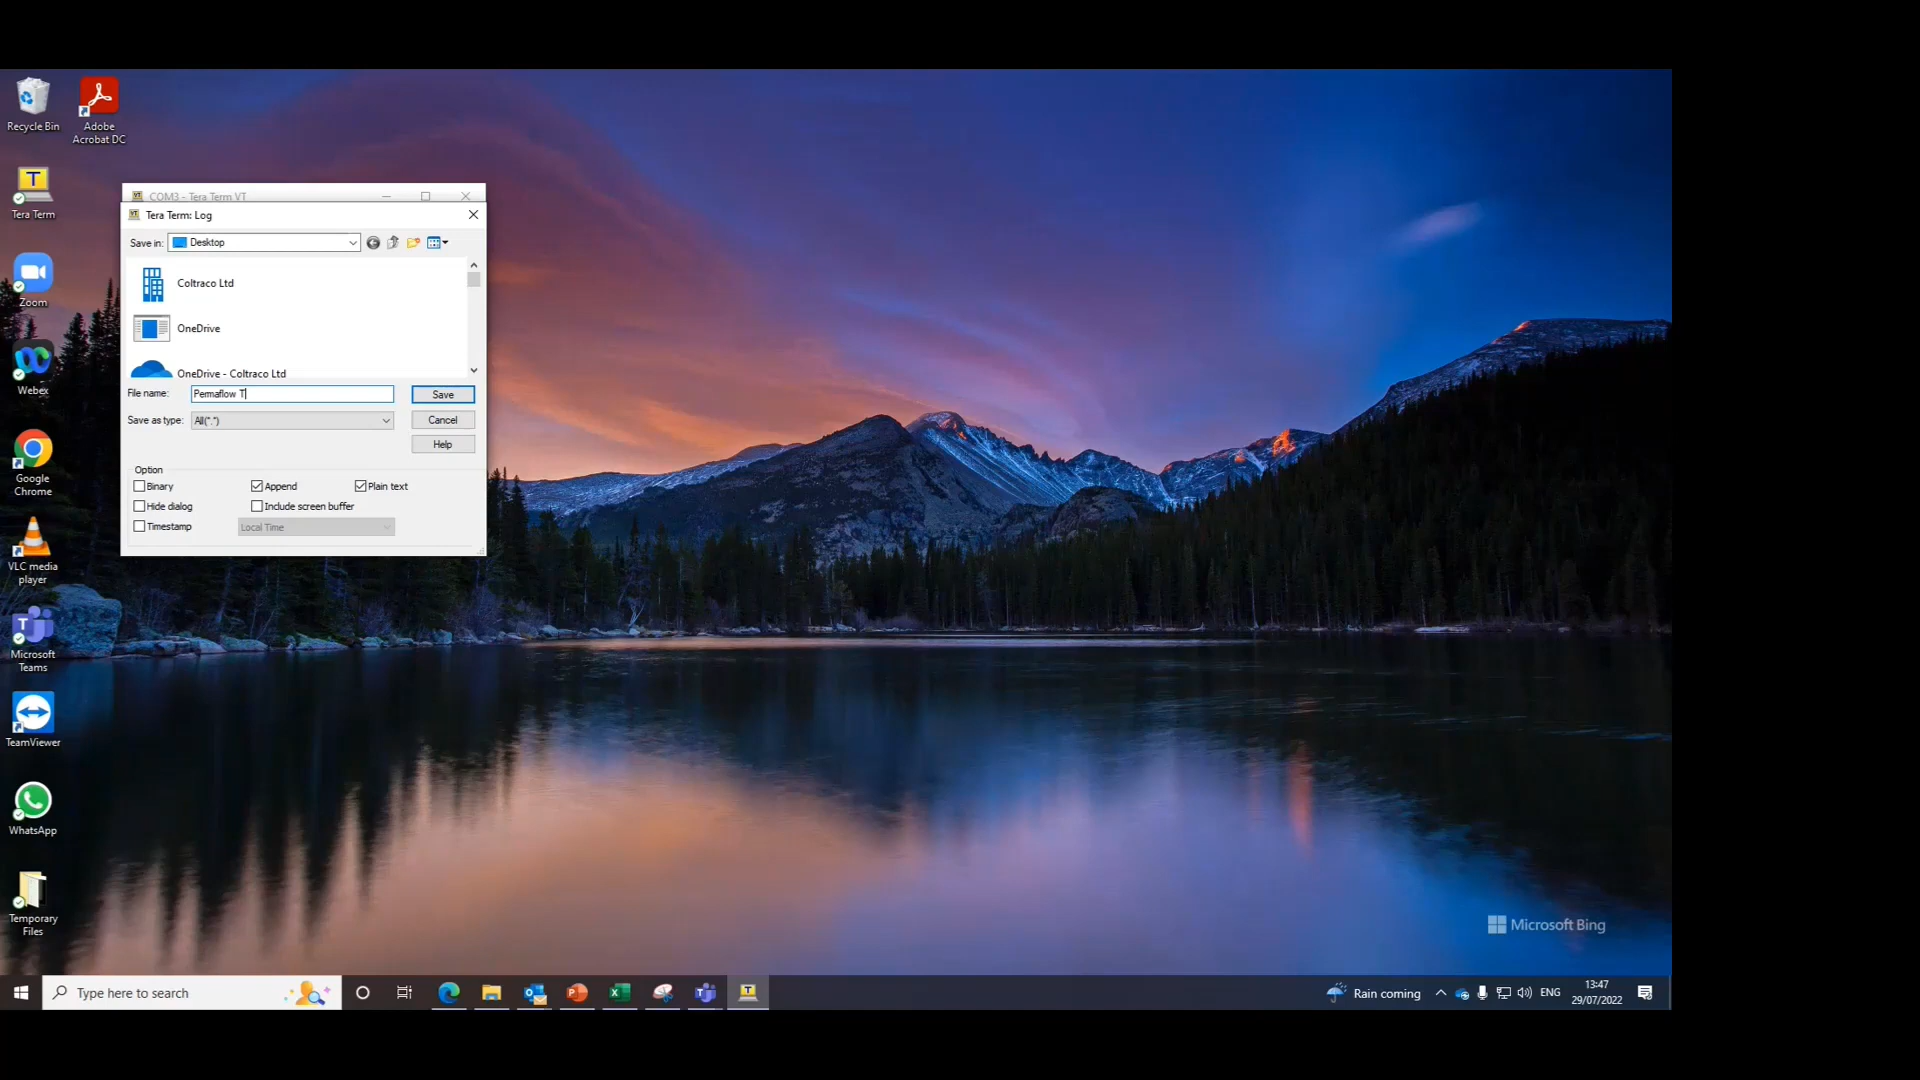 Recycle Bin
Adobe
Acrobat DC
Tera Term
Zoom
Webex
Google
Chrome
VLC media
player
Microsoft
Teams
TeamViewer
WhatsApp
Temporary
Files
COM3 - Tera Term VT
Tera Term: Log
Save in:
Desktop
Coltraco Ltd
OneDrive
OneDrive - Coltraco Ltd
File name:
Permaflow T
Save
Save as type:
All(*.*)
Cancel
Help
Option
Binary
Append
Plain text
Hide dialog
Include screen buffer
Timestamp
Local Time
Microsoft Bing
Type here to search
Rain coming
ENG
13:47
29/07/2022